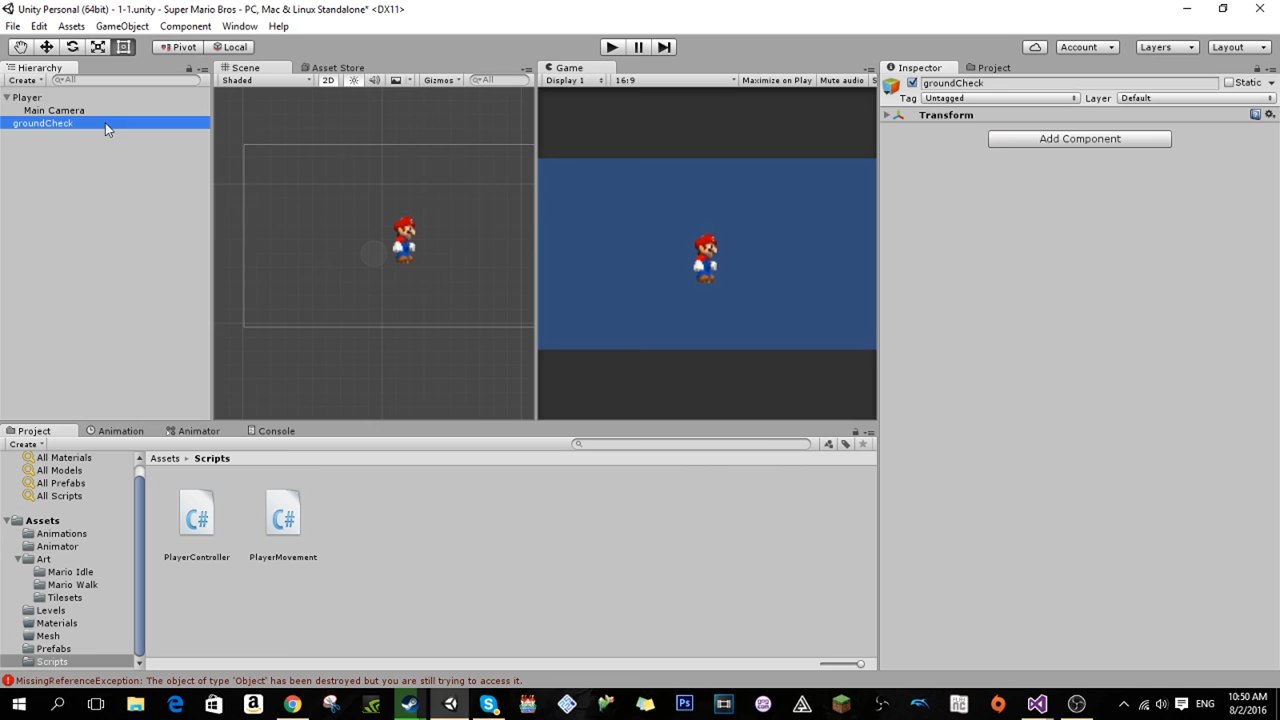 Unity Personal (64bit) - 1-1.unity - Super Mario Bros - PC, Mac & Linux Standalone* <DX11>
File Edit Assets GameObject Component Window Help
Pivot Local Account Layers Layout
Hierarchy Scene Asset Store Game Inspector Project
Create All Shaded 2D Gizmos All Display 1 16:9 Maximize on Play Mute audio groundCheck Static
Player Tag Untagged Layer Default
Main Camera Transform
groundCheck
Add Component
Project Animation Animator Console
Create
All Materials Assets Scripts
All Models
All Prefabs
All Scripts
Assets
C# C#
Animations
Animator PlayerController PlayerMovement
Art
Mario Idle
Mario Walk
Tilesets
Levels
Materials
Mesh
Prefabs
Scripts
MissingReferenceException: The object of type 'Object' has been destroyed but you are still trying to access it.
10:50 AM
ENG
8/2/2016